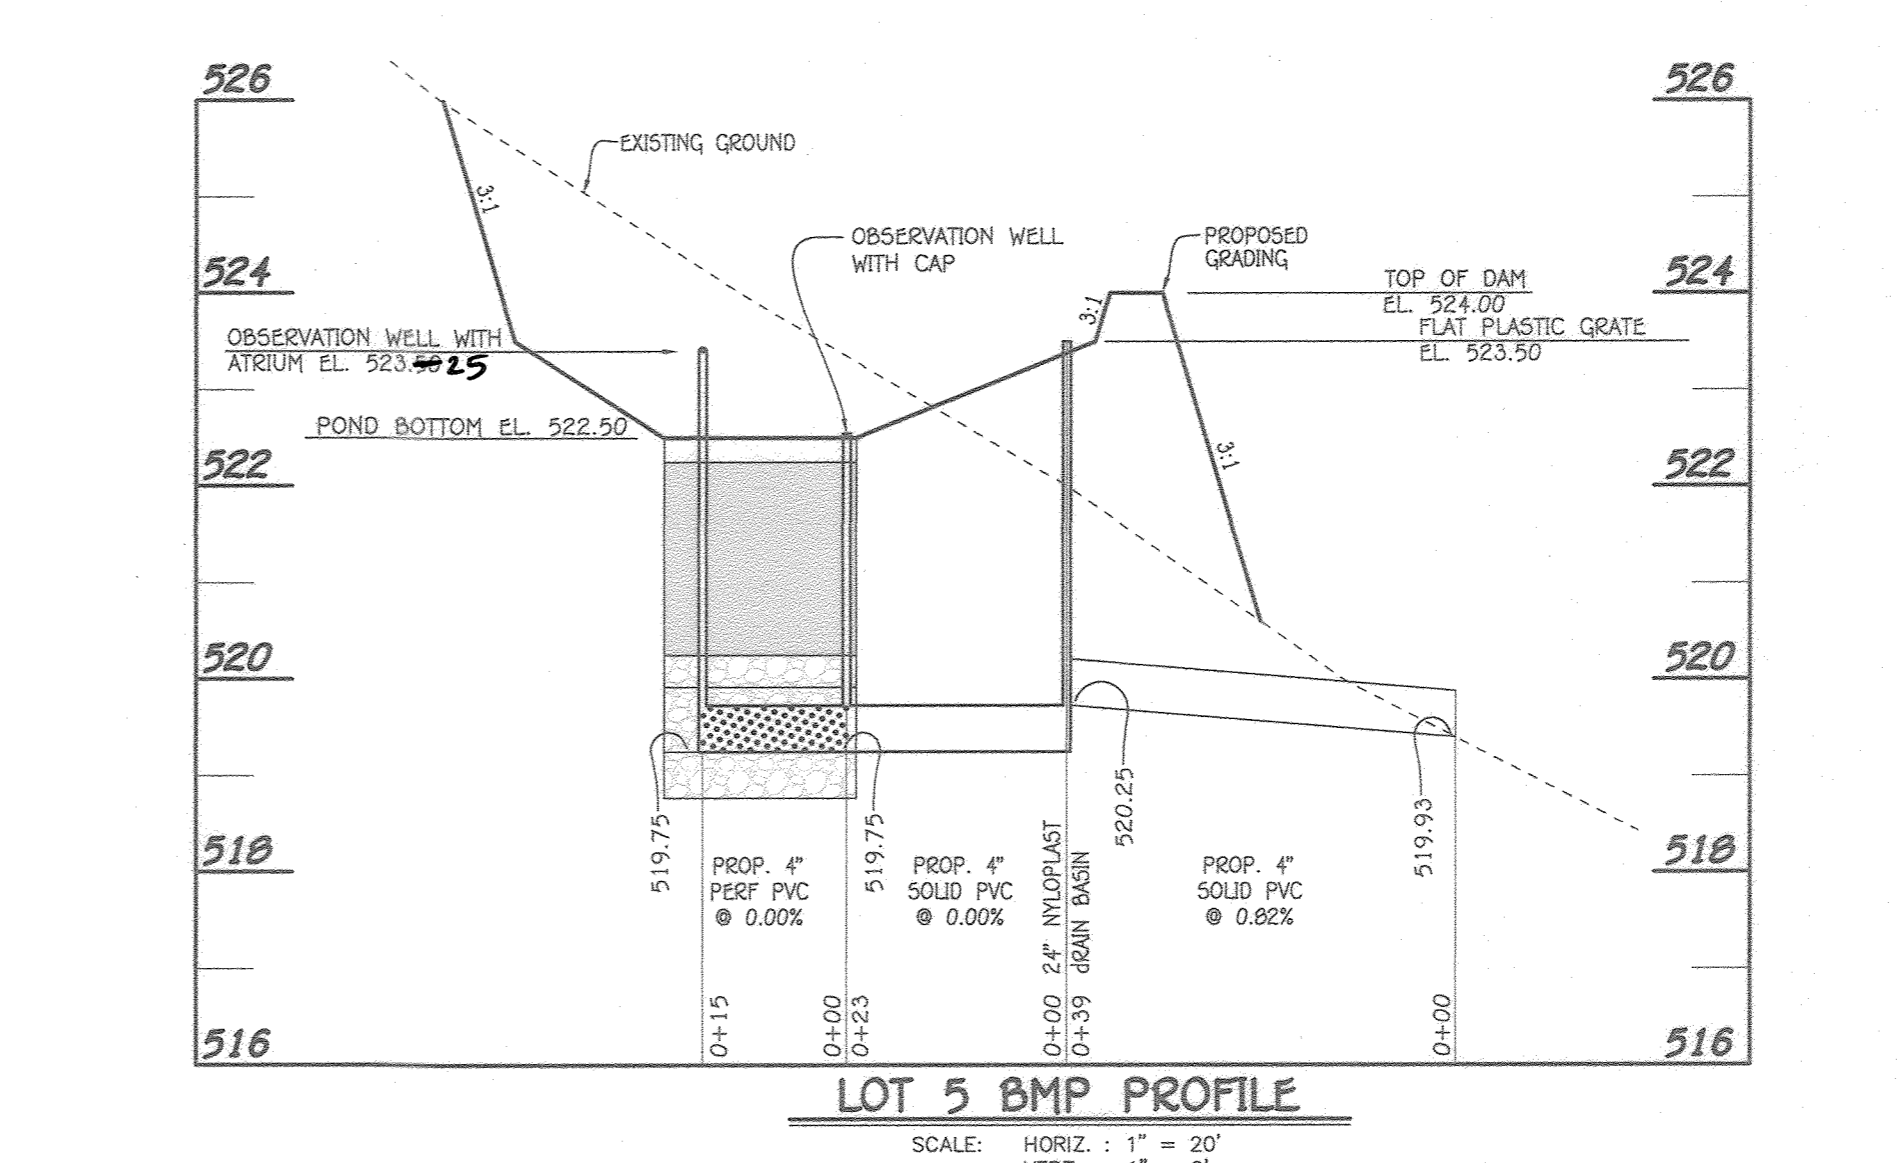 526
526
EXISTING GROUND
3:1
OBSERVATION WELL
WITH CAP
PROPOSED
GRADING
524
524
TOP OF DAM
EL. 524.00
3:1
FLAT PLASTIC GRATE
EL. 523.50
OBSERVATION WELL WITH
ATRIUM EL. 523.50 25
POND BOTTOM EL. 522.50
3:1
522
522
520
520
519.75
519.75
520.25
519.93
518
518
PROP. 4"
PERF PVC
@ 0.00%
PROP. 4"
SOLID PVC
@ 0.00%
24" NYLOPLAST
dRAIN BASIN
PROP. 4"
SOLID PVC
@ 0.82%
0+15
0+00
0+23
0+00
0+39
0+00
516
516
LOT 5 BMP PROFILE
SCALE: HORIZ. : 1" = 20'